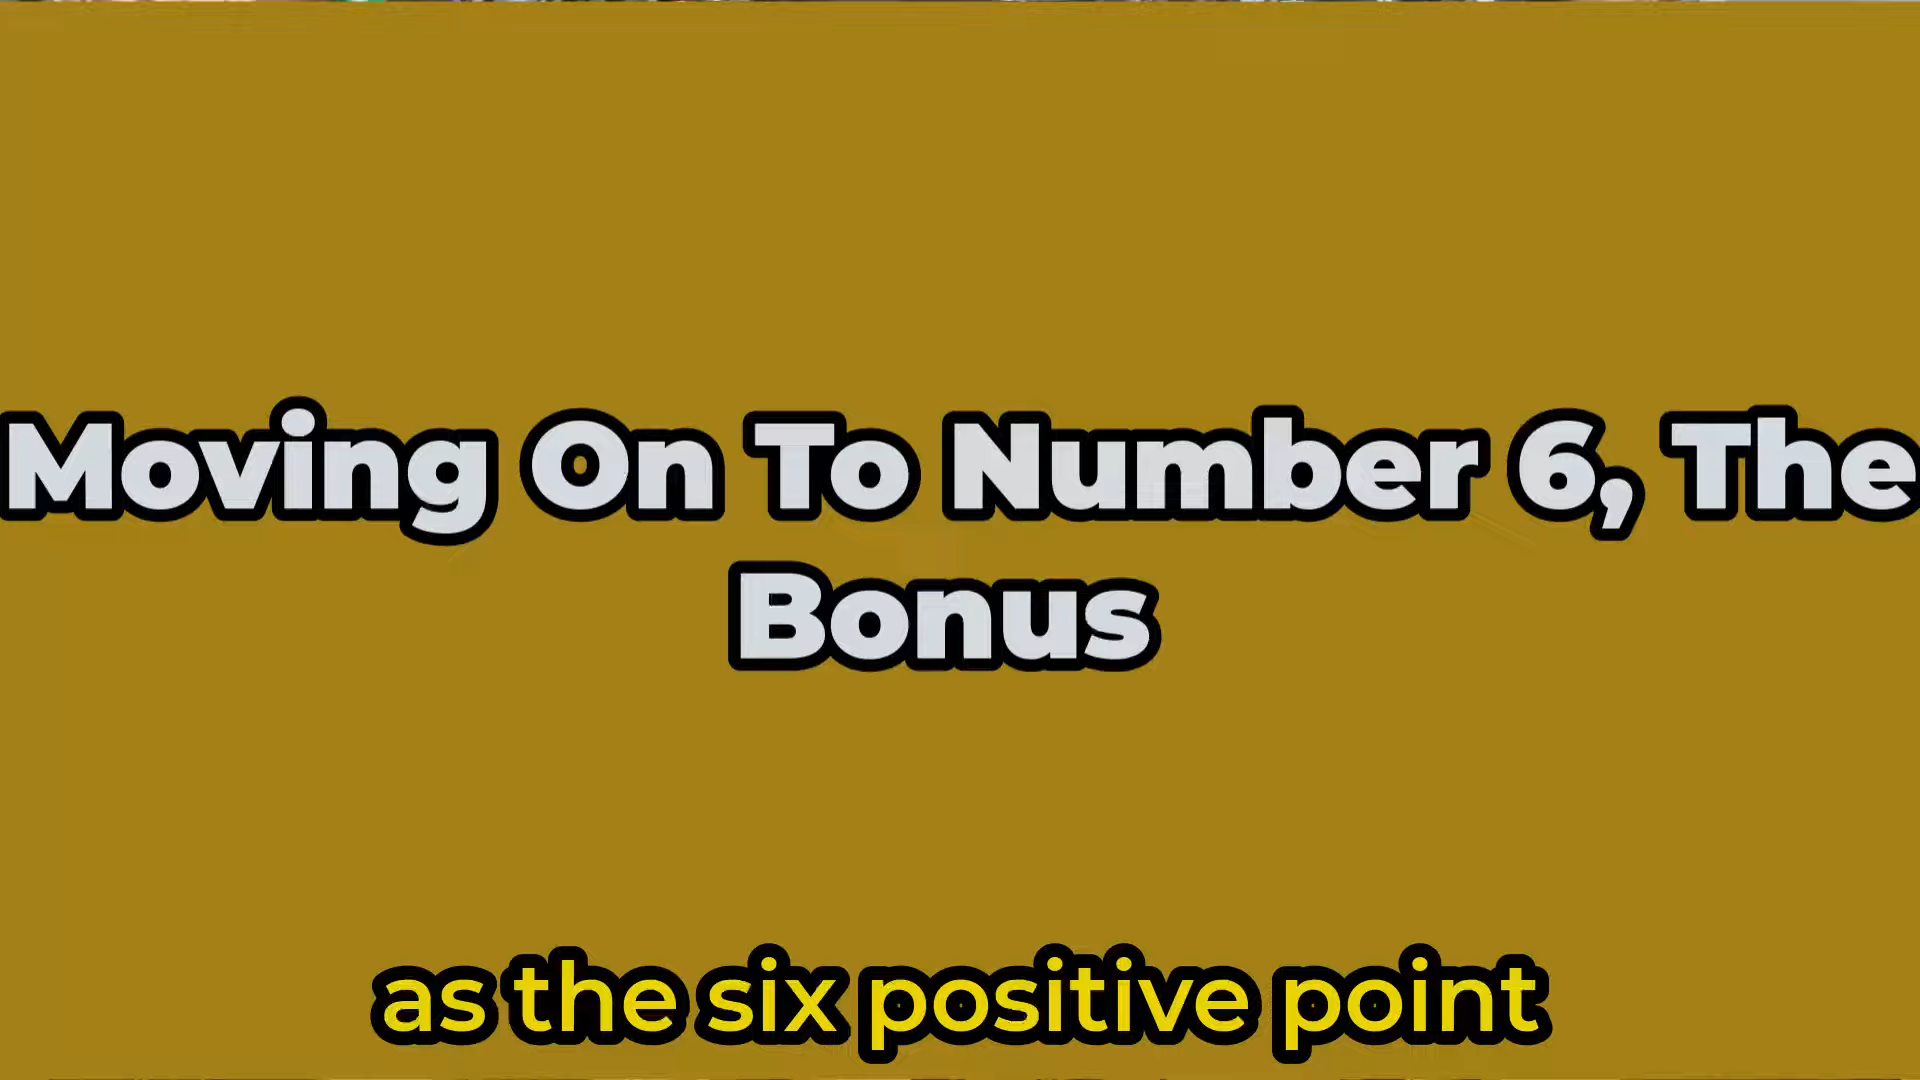 Moving On To Number 6, The
Bonus
as the six positive point